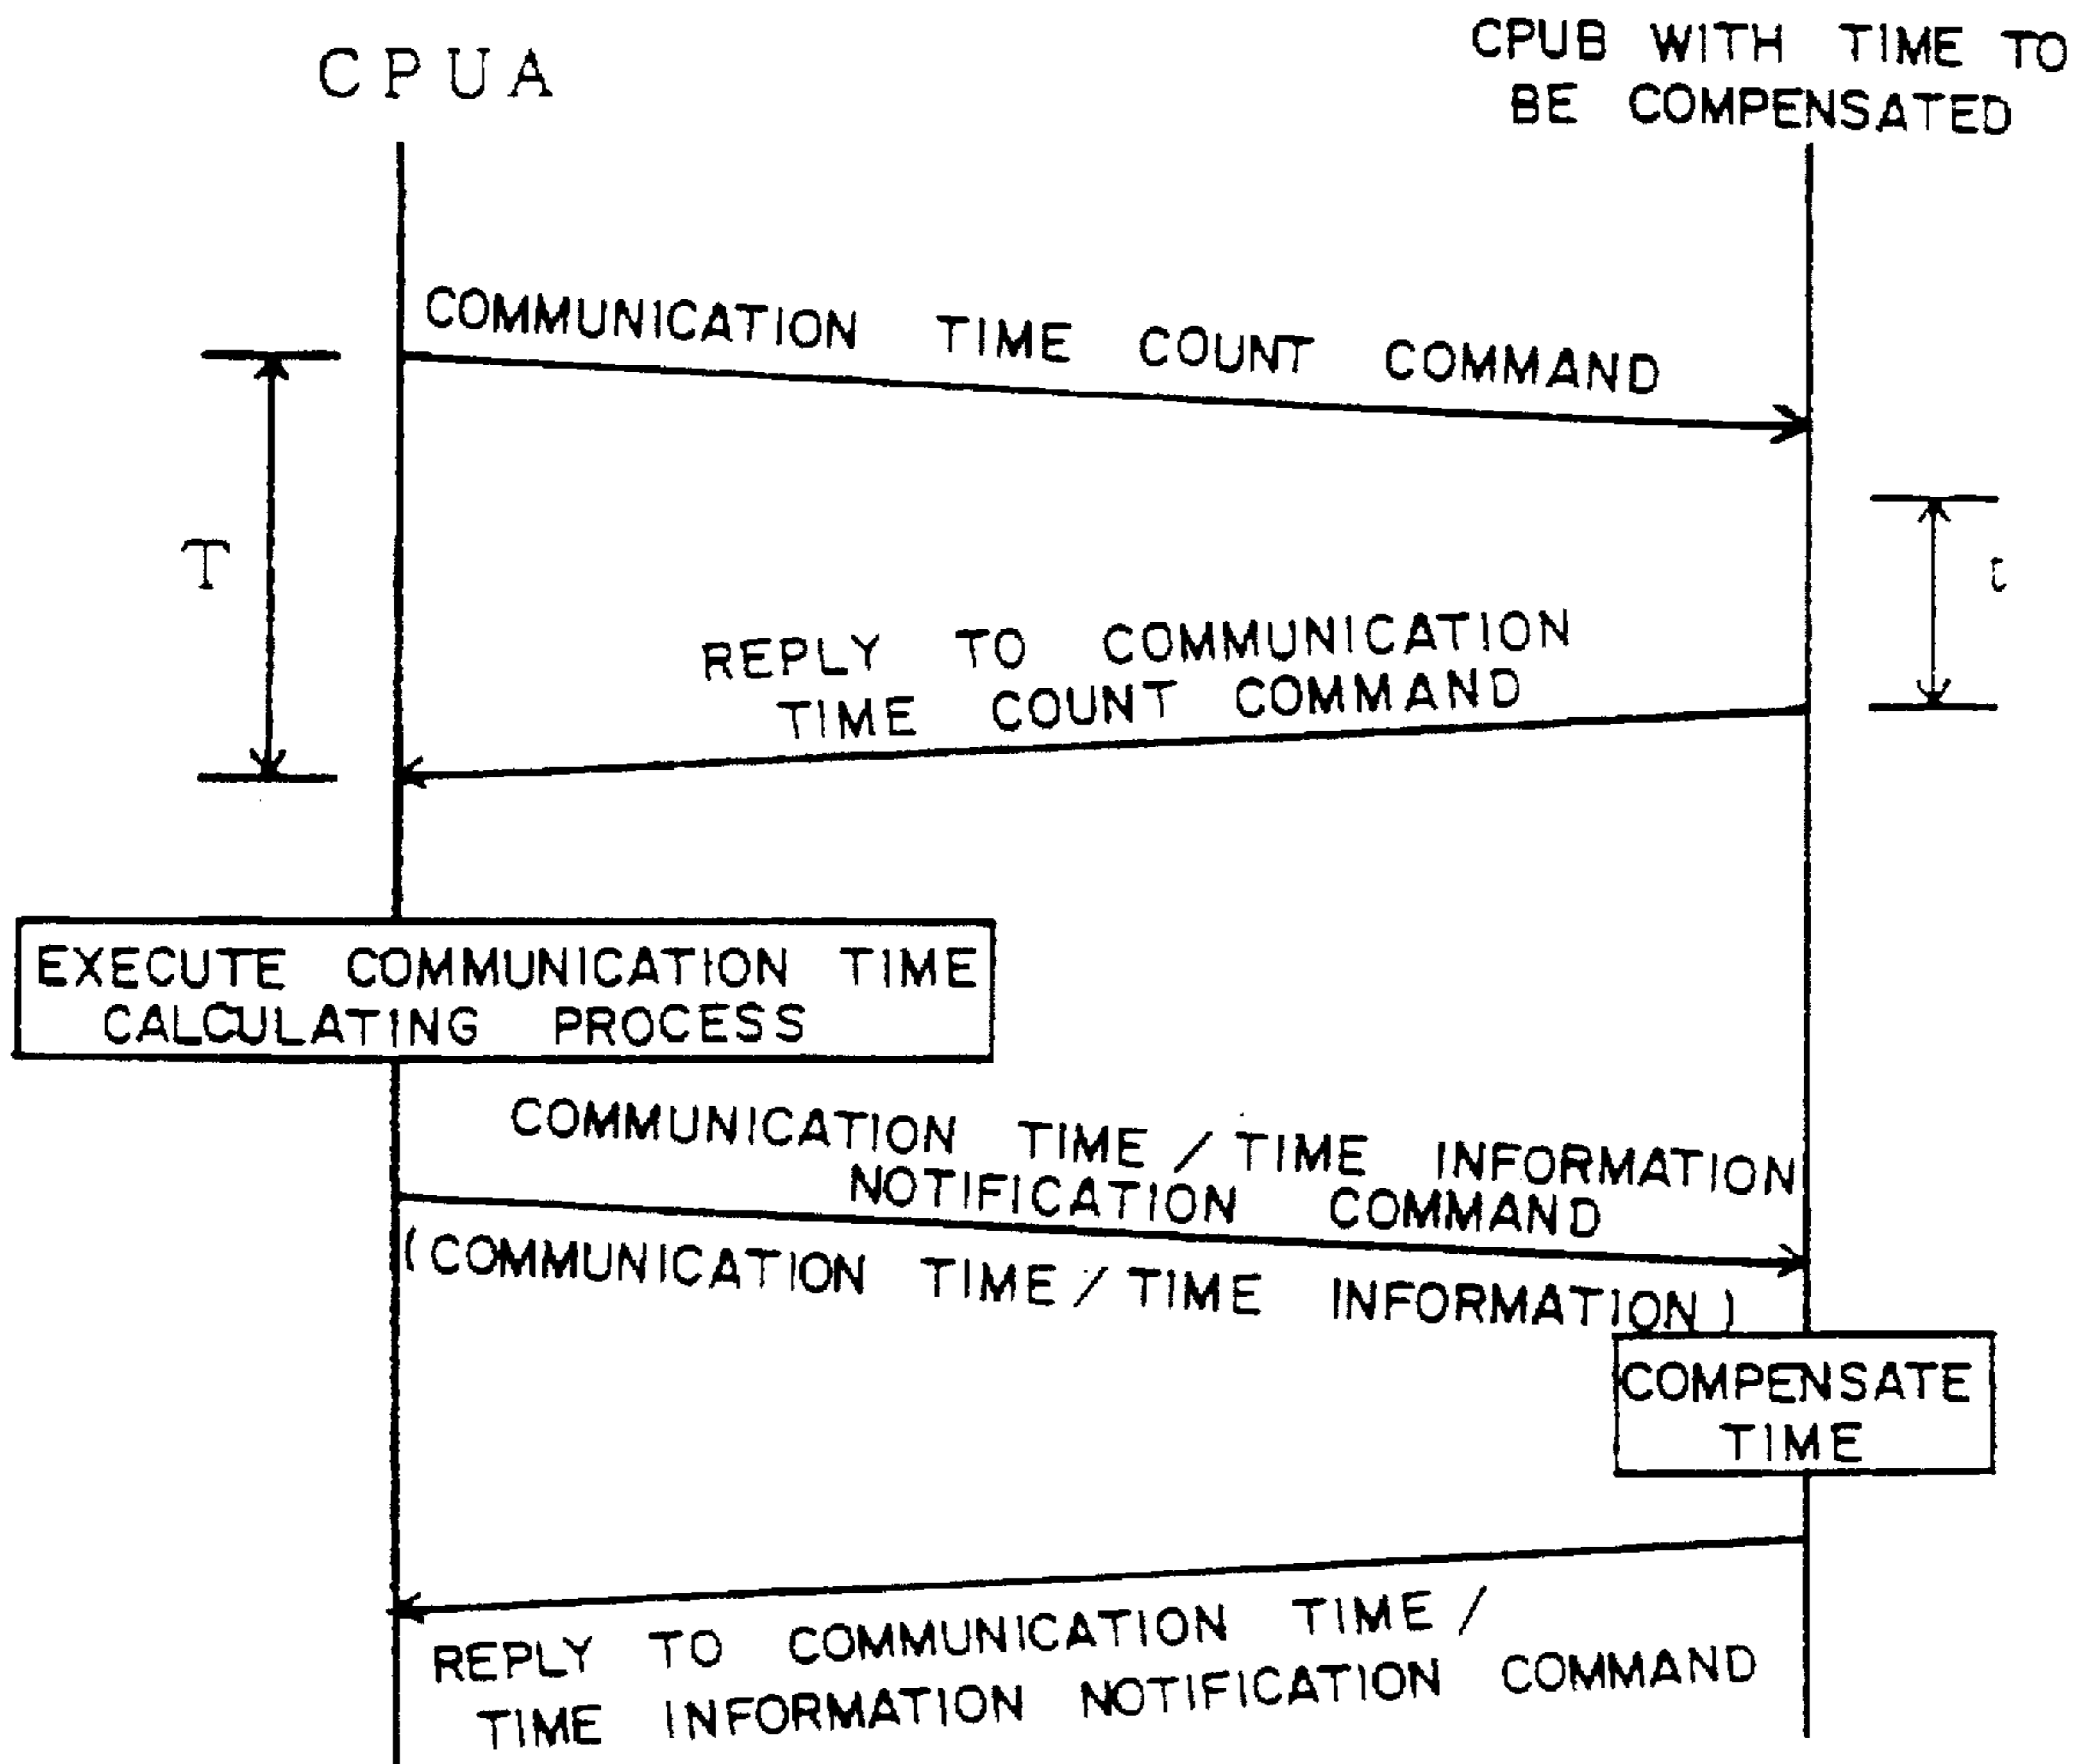 CPUA
CPUB WITH TIME TO
BE COMPENSATED
COMMUNICATION TIME COUNT COMMAND
T
t
REPLY TO COMMUNICATION
TIME COUNT COMMAND
EXECUTE COMMUNICATION TIME
CALCULATING PROCESS
COMMUNICATION TIME / TIME INFORMATION
NOTIFICATION COMMAND
(COMMUNICATION TIME / TIME INFORMATION)
COMPENSATE
TIME
REPLY TO COMMUNICATION TIME /
TIME INFORMATION NOTIFICATION COMMAND